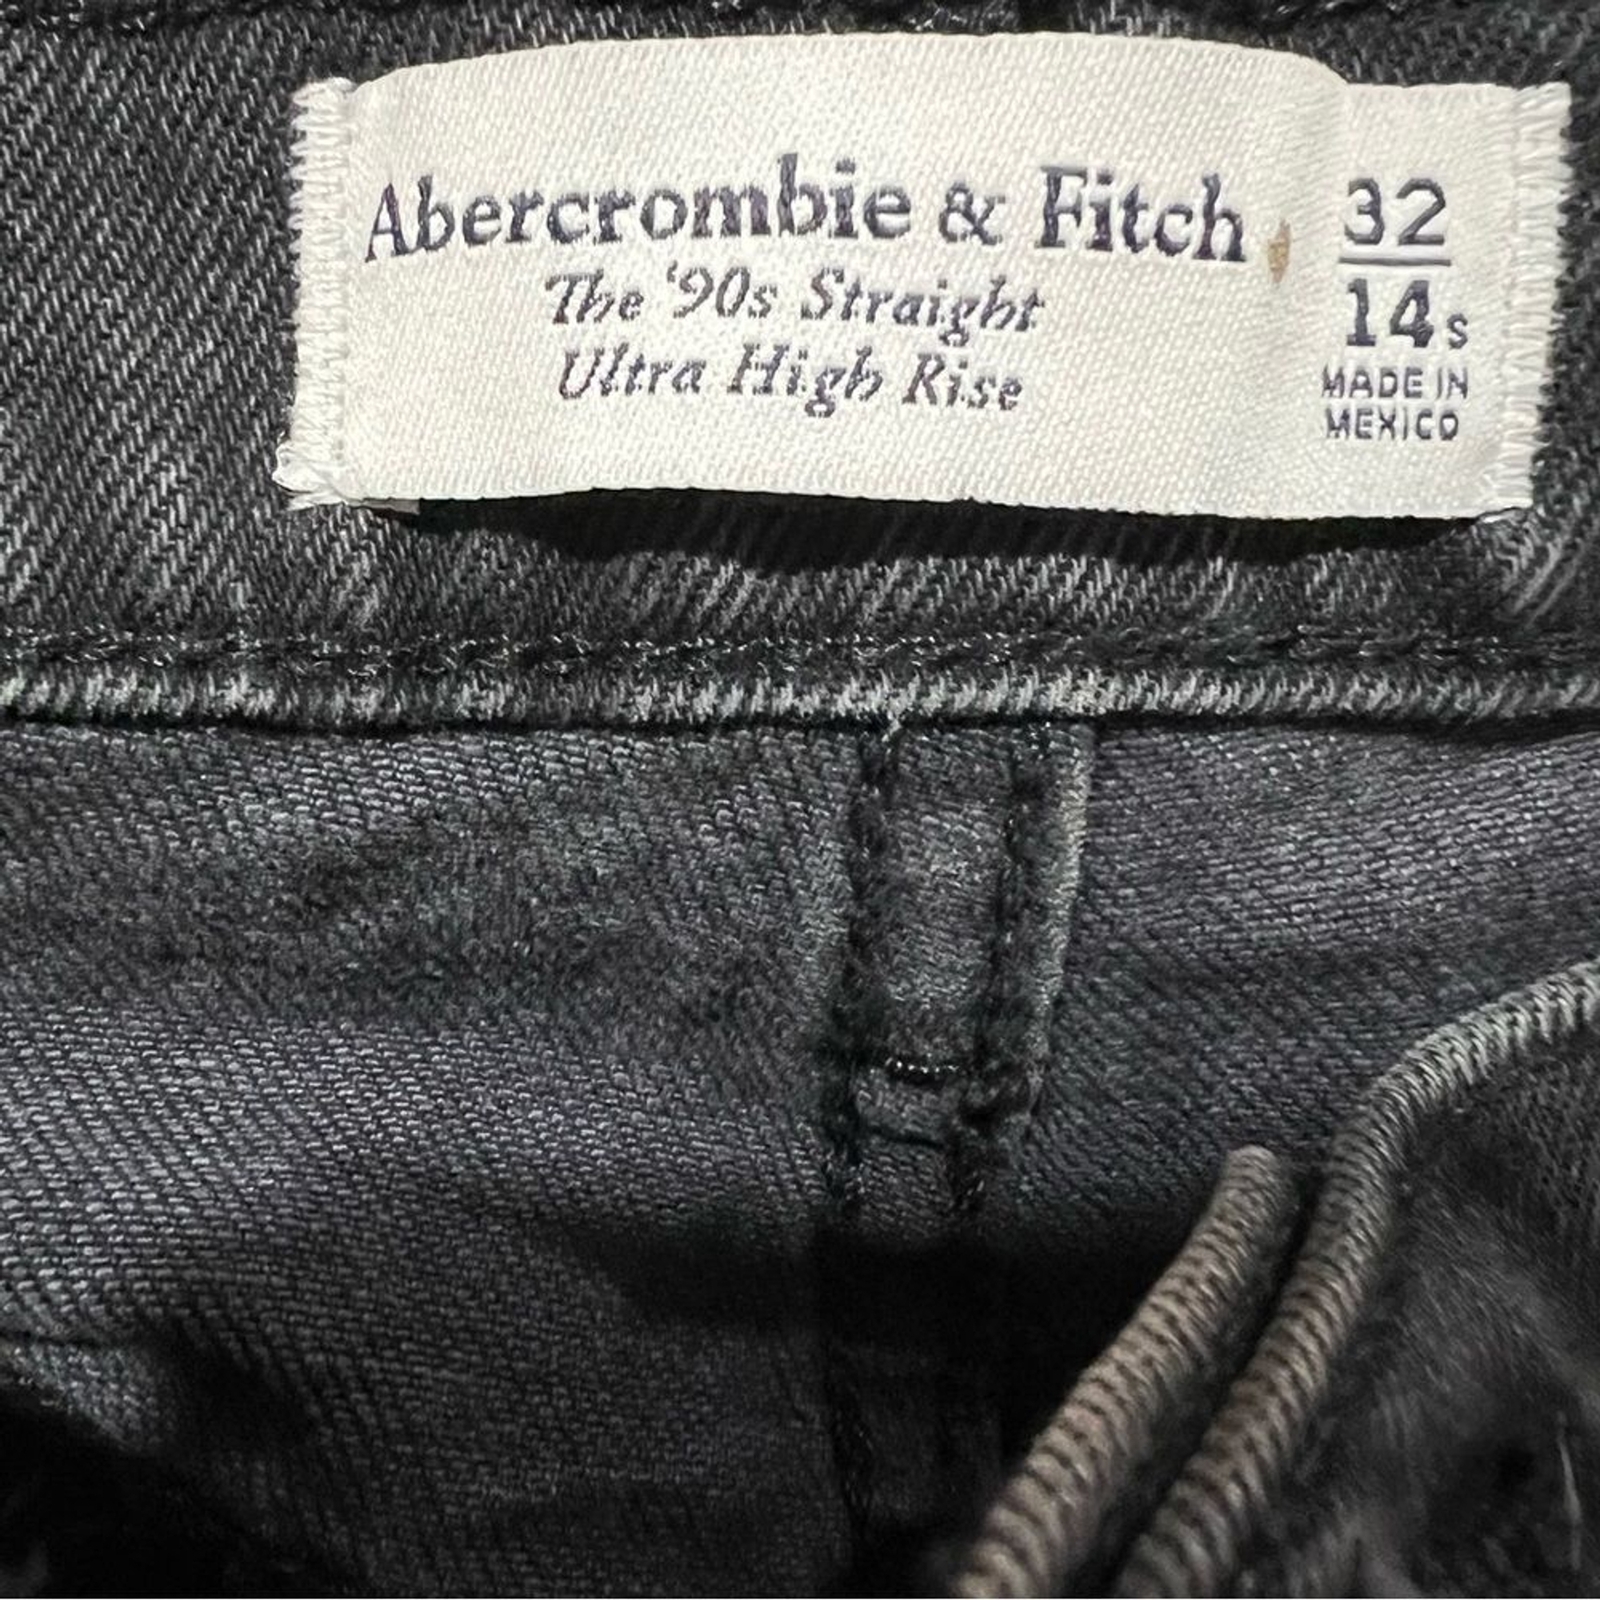 Abercrombie & Fitch
The '90s Straight
Ultra High Rise
32
14s
MADE IN
MEXICO